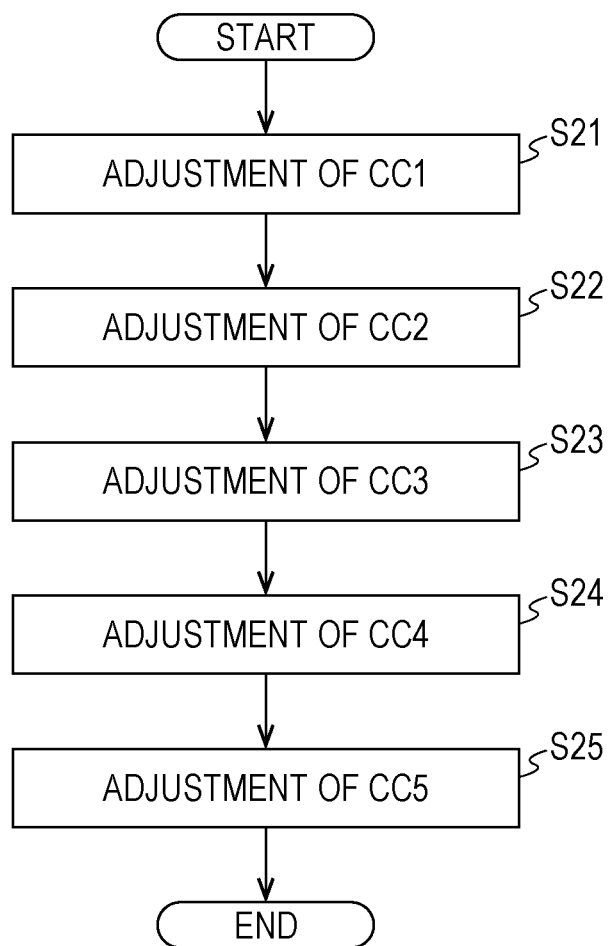 START
S21
ADJUSTMENT OF CC1
S22
ADJUSTMENT OF CC2
S23
ADJUSTMENT OF CC3
S24
ADJUSTMENT OF CC4
S25
ADJUSTMENT OF CC5
END